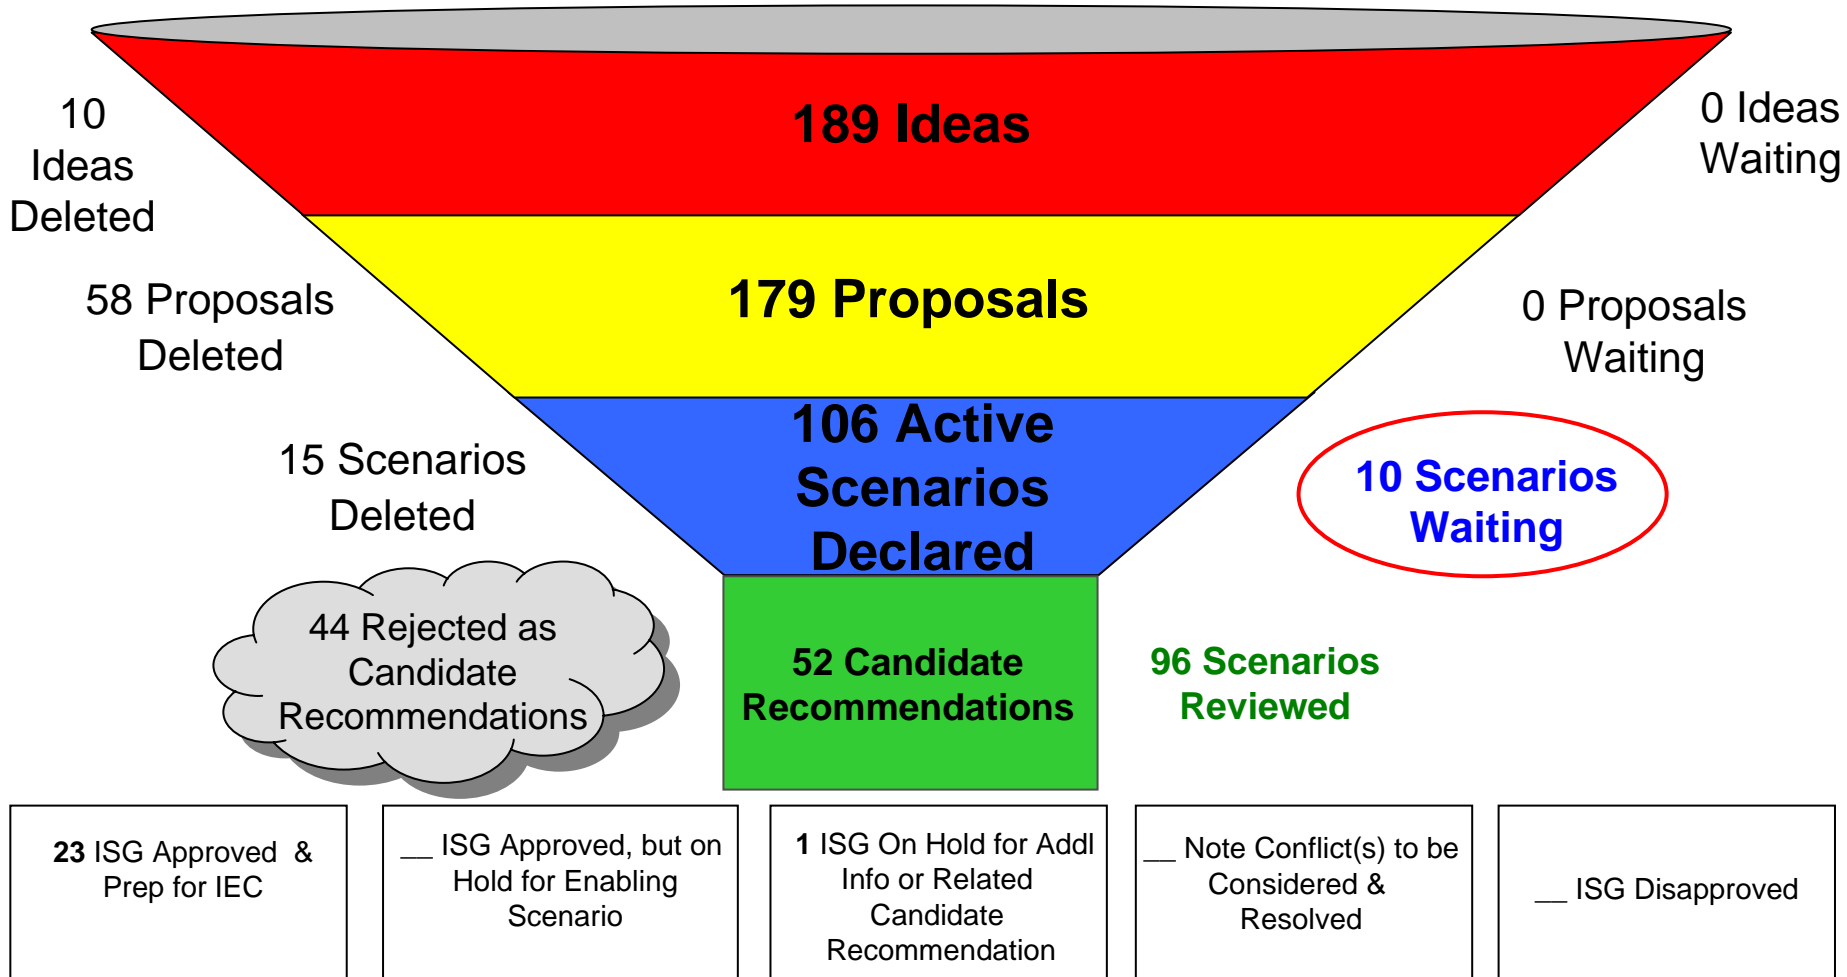 189 Ideas
10
Ideas
Deleted
0 Ideas
Waiting
179 Proposals
58 Proposals
Deleted
0 Proposals
Waiting
106 Active
Scenarios
Declared
15 Scenarios
Deleted
10 Scenarios
Waiting
44 Rejected as
Candidate
Recommendations
52 Candidate
Recommendations
96 Scenarios
Reviewed
23 ISG Approved &
Prep for IEC
__ ISG Approved, but on
Hold for Enabling
Scenario
1 ISG On Hold for Addl
Info or Related
Candidate
Recommendation
__ Note Conflict(s) to be
Considered &
Resolved
__ ISG Disapproved